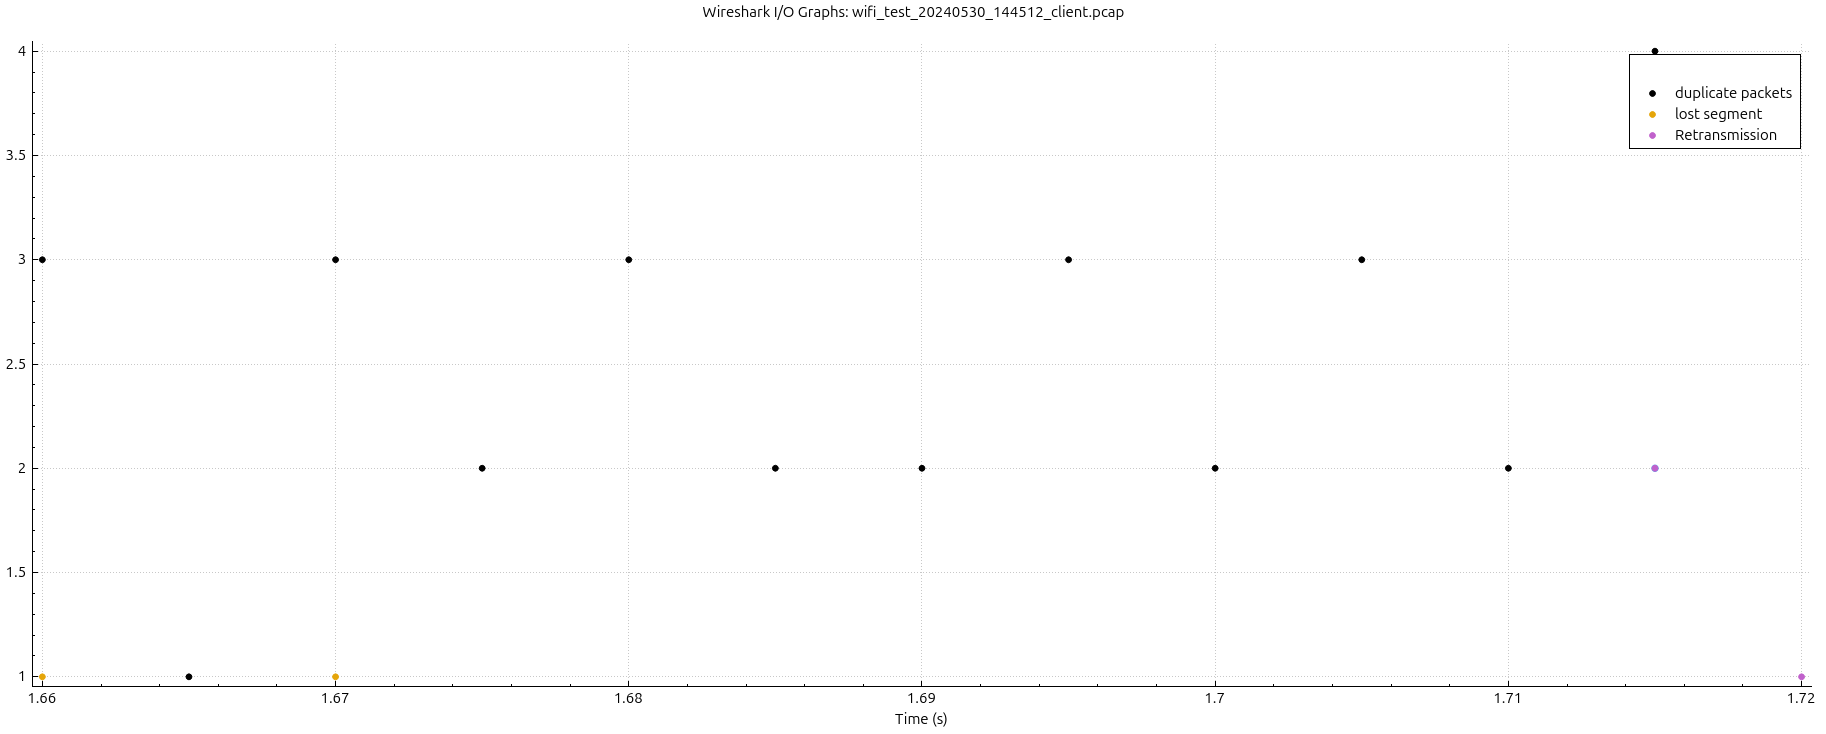 Wireshark I/O Graphs: wifi_test_20240530_144512_client.pcap
4
3.5
3
2.5
2
1.5
1
duplicate packets
lost segment
Retransmission
1.66 1.67 1.68 1.69 1.7 1.71 1.72
Time (s)